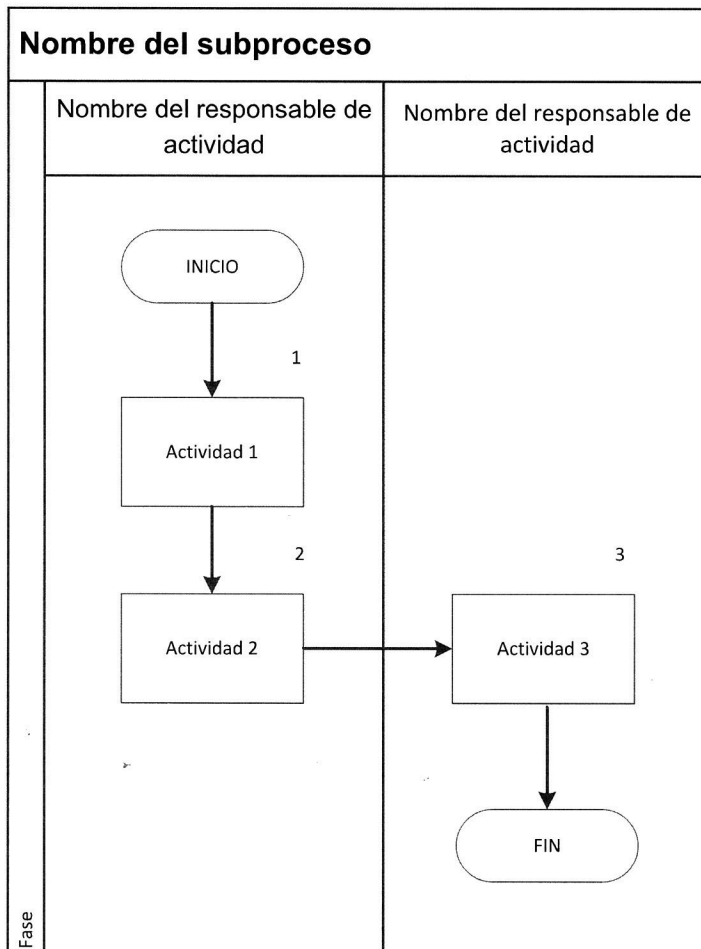 Nombre del subproceso
Nombre del responsable de
actividad
Nombre del responsable de
actividad
INICIO
1
Actividad 1
2
Actividad 2
3
Actividad 3
FIN
Fase